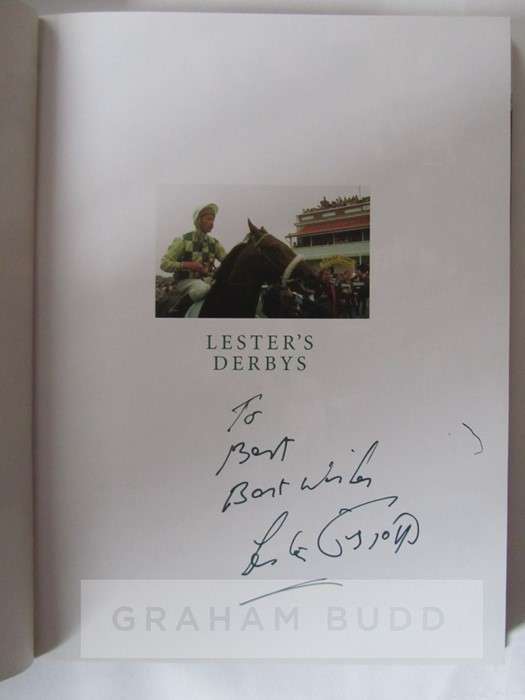 LESTER'S
DERBYS
To
Best
Best Wishes
Lester Piggott
GRAHAM BUDD